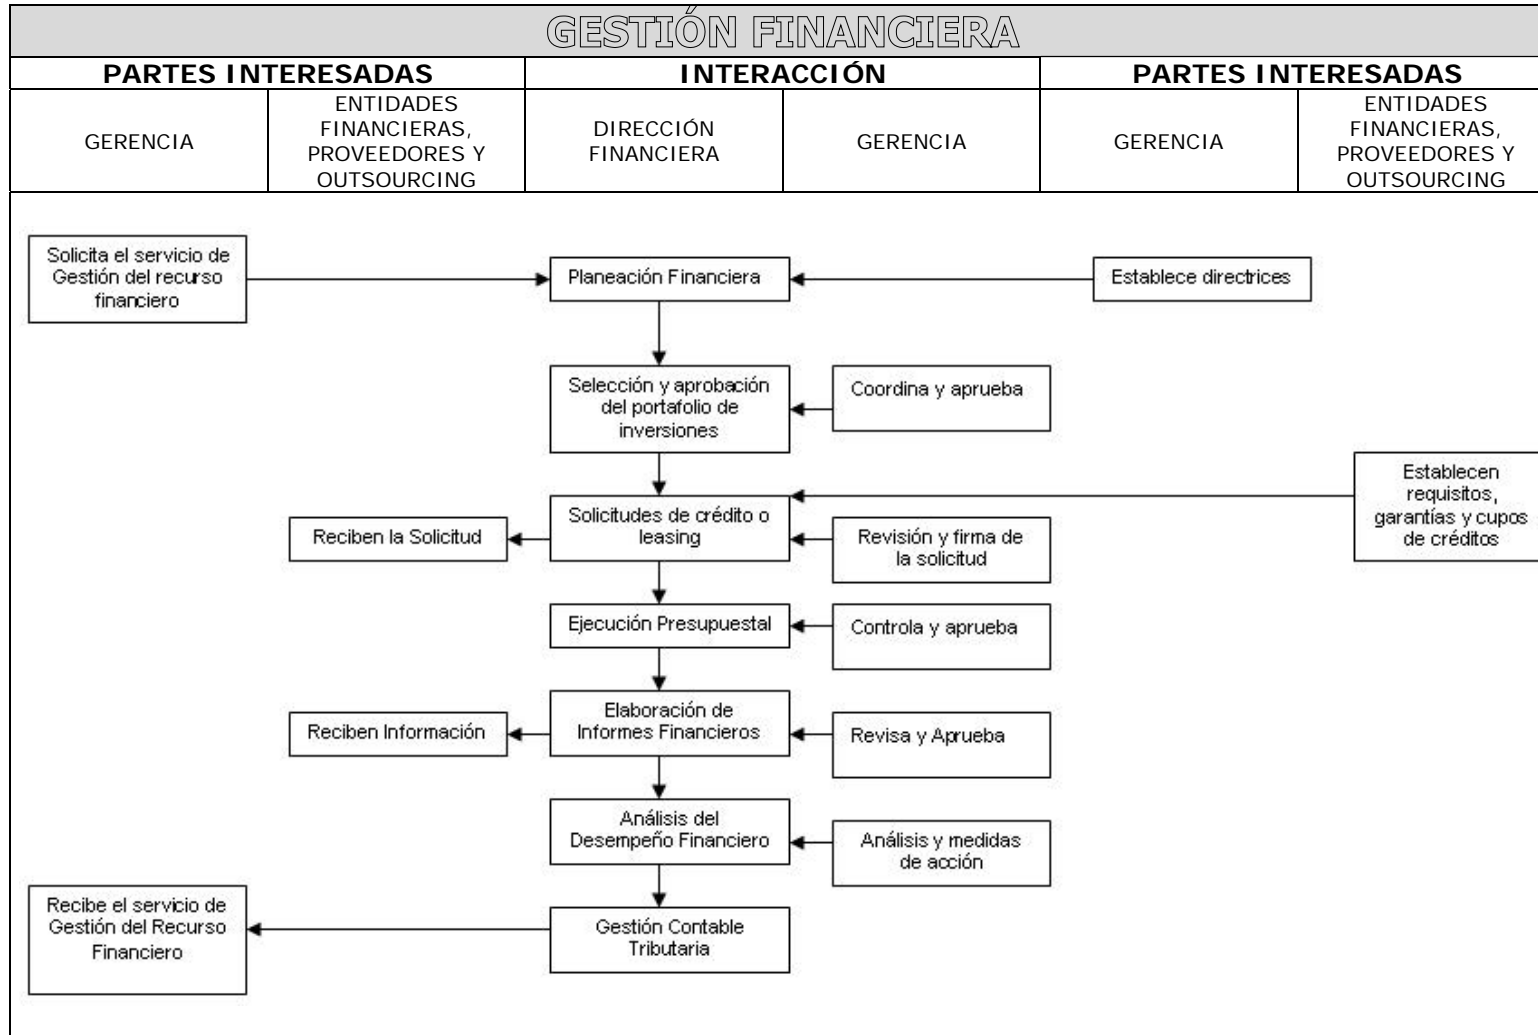 GESTIÓN FINANCIERA
PARTES INTERESADAS
INTERACCIÓN
PARTES INTERESADAS
GERENCIA
ENTIDADES
FINANCIERAS,
PROVEEDORES Y
OUTSOURCING
DIRECCIÓN
FINANCIERA
GERENCIA
GERENCIA
ENTIDADES
FINANCIERAS,
PROVEEDORES Y
OUTSOURCING
Solicita el servicio de
Gestión del recurso
financiero
Planeación Financiera
Establece directrices
Selección y aprobación
del portafolio de
inversiones
Coordina y aprueba
Establecen
requisitos,
garantías y cupos
de créditos
Solicitudes de crédito o
leasing
Reciben la Solicitud
Revisión y firma de
la solicitud
Ejecución Presupuestal
Controla y aprueba
Elaboración de
Informes Financieros
Reciben Información
Revisa y Aprueba
Análisis del
Desempeño Financiero
Análisis y medidas
de acción
Recibe el servicio de
Gestión del Recurso
Financiero
Gestión Contable
Tributaria